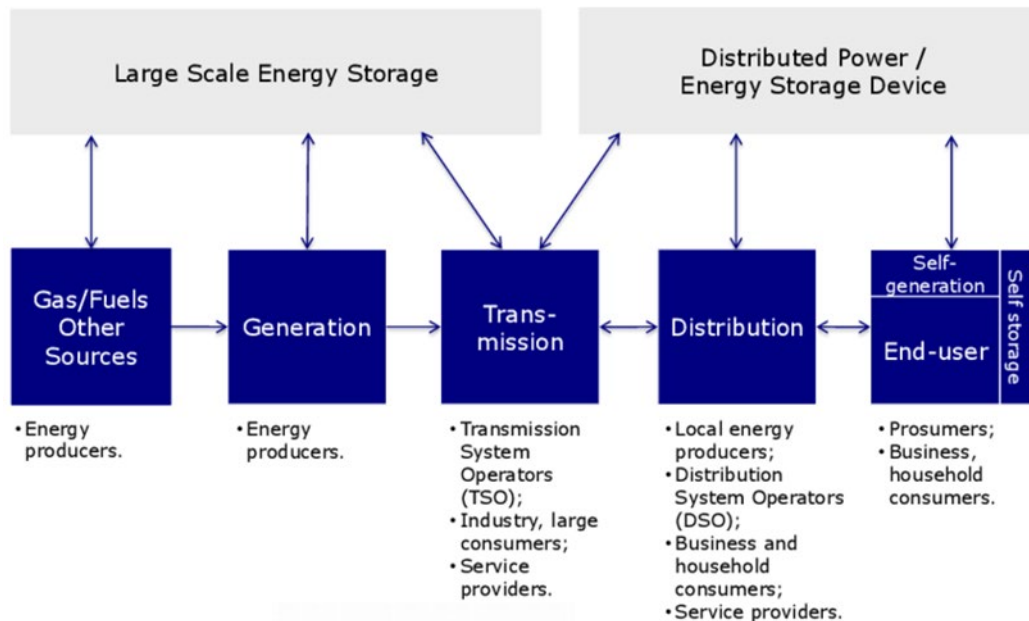 Large Scale Energy Storage
Distributed Power /
Energy Storage Device
Gas/Fuels
Other
Sources
Generation
Trans-
mission
Distribution
Self-
generation
End-user
Self storage
• Energy
producers.
• Energy
producers.
• Transmission
System
Operators
(TSO);
• Industry, large
consumers;
• Service
providers.
• Local energy
producers;
• Distribution
System Operators
(DSO);
• Business and
household
consumers;
• Service providers.
• Prosumers;
• Business,
household
consumers.